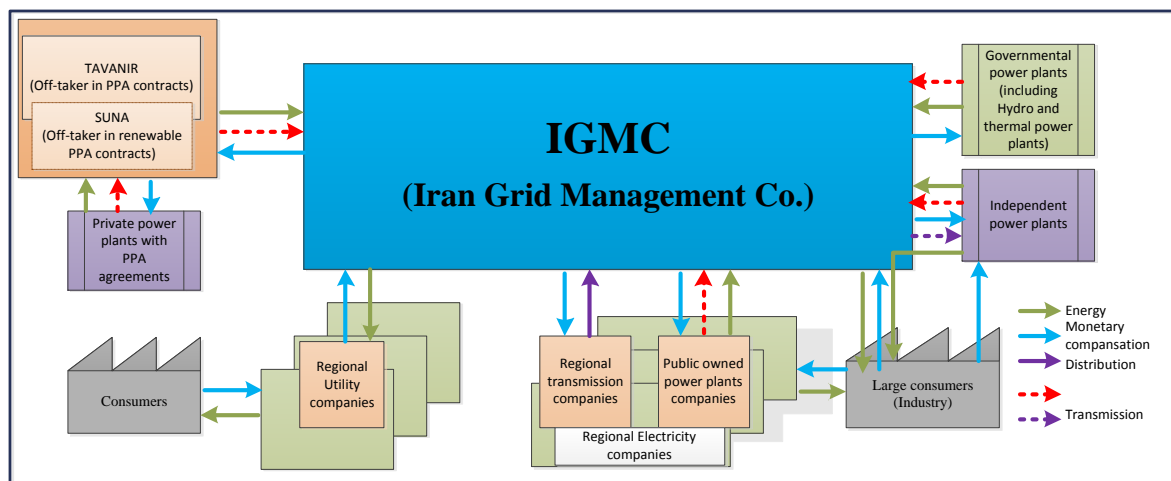 TAVANIR
(Off-taker in PPA contracts)
SUNA
(Off-taker in renewable
PPA contracts)
Private power
plants with
PPA
agreements
IGMC
(Iran Grid Management Co.)
Governmental
power plants
(including
Hydro and
thermal power
plants)
Independent
power plants
Consumers
Regional
Utility
companies
Regional
transmission
companies
Public owned
power plants
companies
Regional Electricity
companies
Large consumers
(Industry)
Energy
Monetary
compensation
Distribution
Transmission